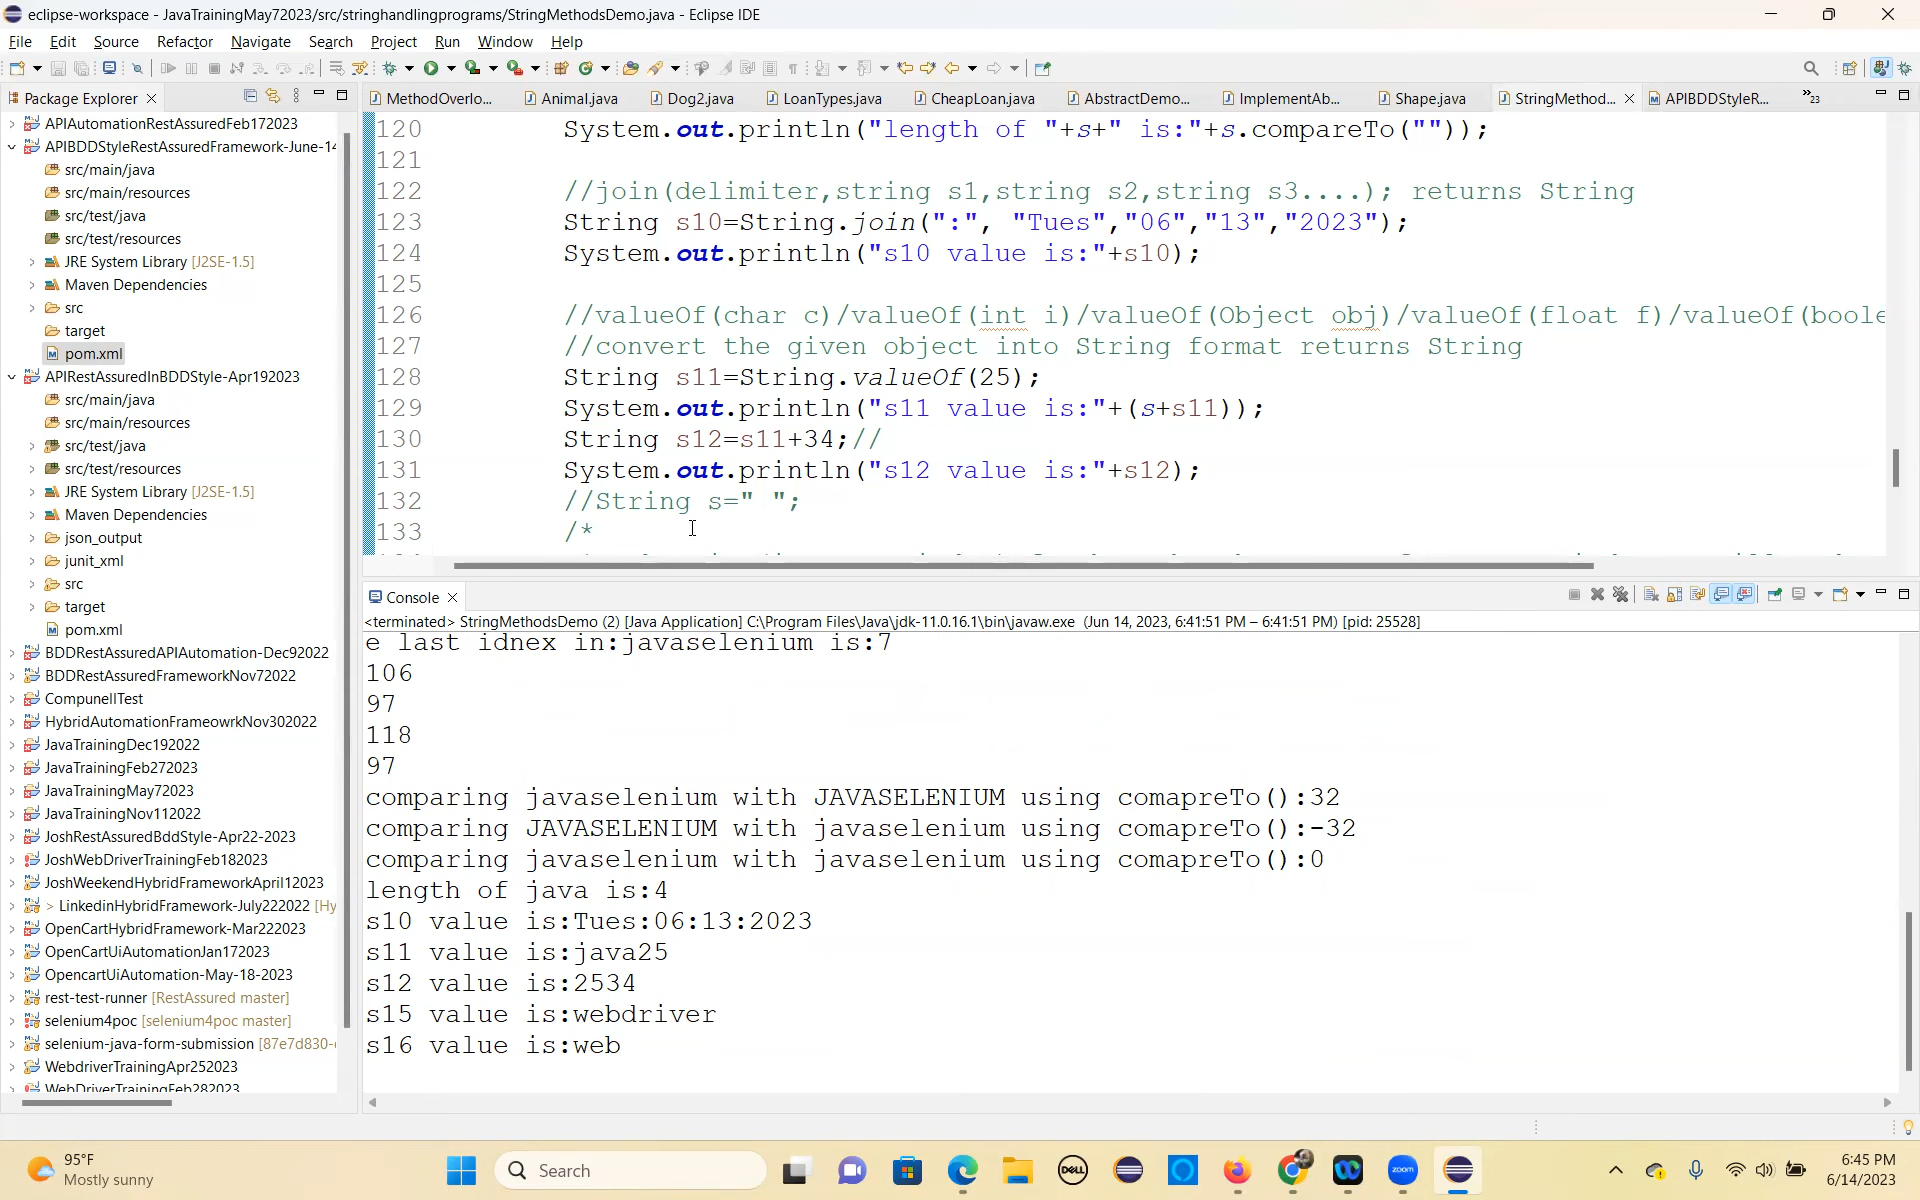 eclipse-workspace - JavaTrainingMay72023/src/stringhandlingprograms/StringMethodsDemo.java - Eclipse IDE
File Edit Source Refactor Navigate Search Project Run Window Help
Package Explorer
APIAutomationRestAssuredFeb172023
APIBDDStyleRestAssuredFramework-June-14
src/main/java
src/main/resources
src/test/java
src/test/resources
JRE System Library [J2SE-1.5]
Maven Dependencies
src
target
pom.xml
APIRestAssuredInBDDStyle-Apr192023
src/main/java
src/main/resources
src/test/java
src/test/resources
JRE System Library [J2SE-1.5]
Maven Dependencies
json_output
junit_xml
src
target
pom.xml
BDDRestAssuredAPIAutomation-Dec92022
BDDRestAssuredFrameworkNov72022
CompunellTest
HybridAutomationFrameowrkNov302022
JavaTrainingDec192022
JavaTrainingFeb272023
JavaTrainingMay72023
JavaTrainingNov112022
JoshRestAssuredBddStyle-Apr22-2023
JoshWebDriverTrainingFeb182023
JoshWeekendHybridFrameworkApril12023
> LinkedinHybridFramework-July222022 [Hy
OpenCartHybridFramework-Mar222023
OpenCartUiAutomationJan172023
OpencartUiAutomation-May-18-2023
rest-test-runner [RestAssured master]
selenium4poc [selenium4poc master]
selenium-java-form-submission [87e7d830-
WebdriverTrainingApr252023
WebDriverTrainingFeb282023
MethodOverlo... Animal.java Dog2.java LoanTypes.java CheapLoan.java AbstractDemo... ImplementAb... Shape.java StringMethod... APIBDDStyleR... »23
120 System.out.println("length of "+s+" is:"+s.compareTo(""));
121
122 //join(delimiter,string s1,string s2,string s3....); returns String
123 String s10=String.join(":", "Tues","06","13","2023");
124 System.out.println("s10 value is:"+s10);
125
126 //valueOf(char c)/valueOf(int i)/valueOf(Object obj)/valueOf(float f)/valueOf(boole
127 //convert the given object into String format returns String
128 String s11=String.valueOf(25);
129 System.out.println("s11 value is:"+(s+s11));
130 String s12=s11+34;//
131 System.out.println("s12 value is:"+s12);
132 //String s=" ";
133 /*
Console
<terminated> StringMethodsDemo (2) [Java Application] C:\Program Files\Java\jdk-11.0.16.1\bin\javaw.exe (Jun 14, 2023, 6:41:51 PM – 6:41:51 PM) [pid: 25528]
e last idnex in:javaselenium is:7
106
97
118
97
comparing javaselenium with JAVASELENIUM using comapreTo():32
comparing JAVASELENIUM with javaselenium using comapreTo():-32
comparing javaselenium with javaselenium using comapreTo():0
length of java is:4
s10 value is:Tues:06:13:2023
s11 value is:java25
s12 value is:2534
s15 value is:webdriver
s16 value is:web
95°F
Mostly sunny
Search
DELL
zoom
6:45 PM
6/14/2023